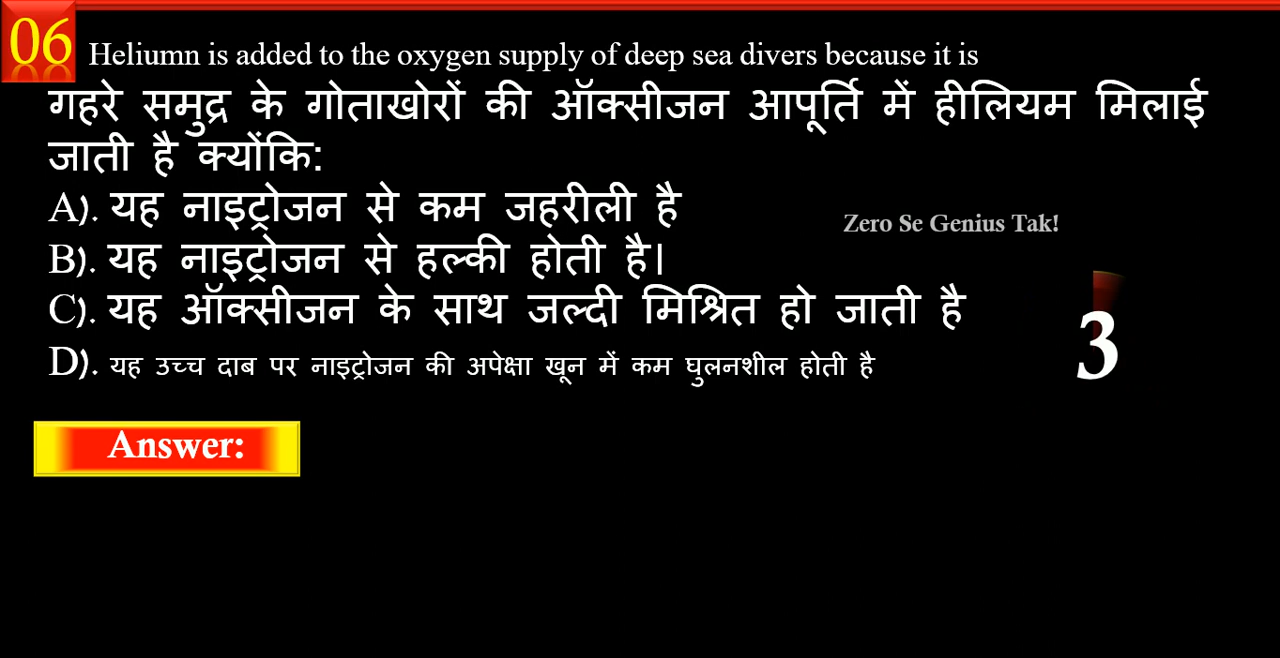 06
Heliumn is added to the oxygen supply of deep sea divers because it is
गहरे समुद्र के गोताखोरों की ऑक्सीजन आपूर्ति में हीलियम मिलाई
जाती है क्योंकि:
A). यह नाइट्रोजन से कम जहरीली है
B). यह नाइट्रोजन से हल्की होती है।
C). यह ऑक्सीजन के साथ जल्दी मिश्रित हो जाती है
D). यह उच्च दाब पर नाइट्रोजन की अपेक्षा खून में कम घुलनशील होती है
Zero Se Genius Tak!
3
Answer: